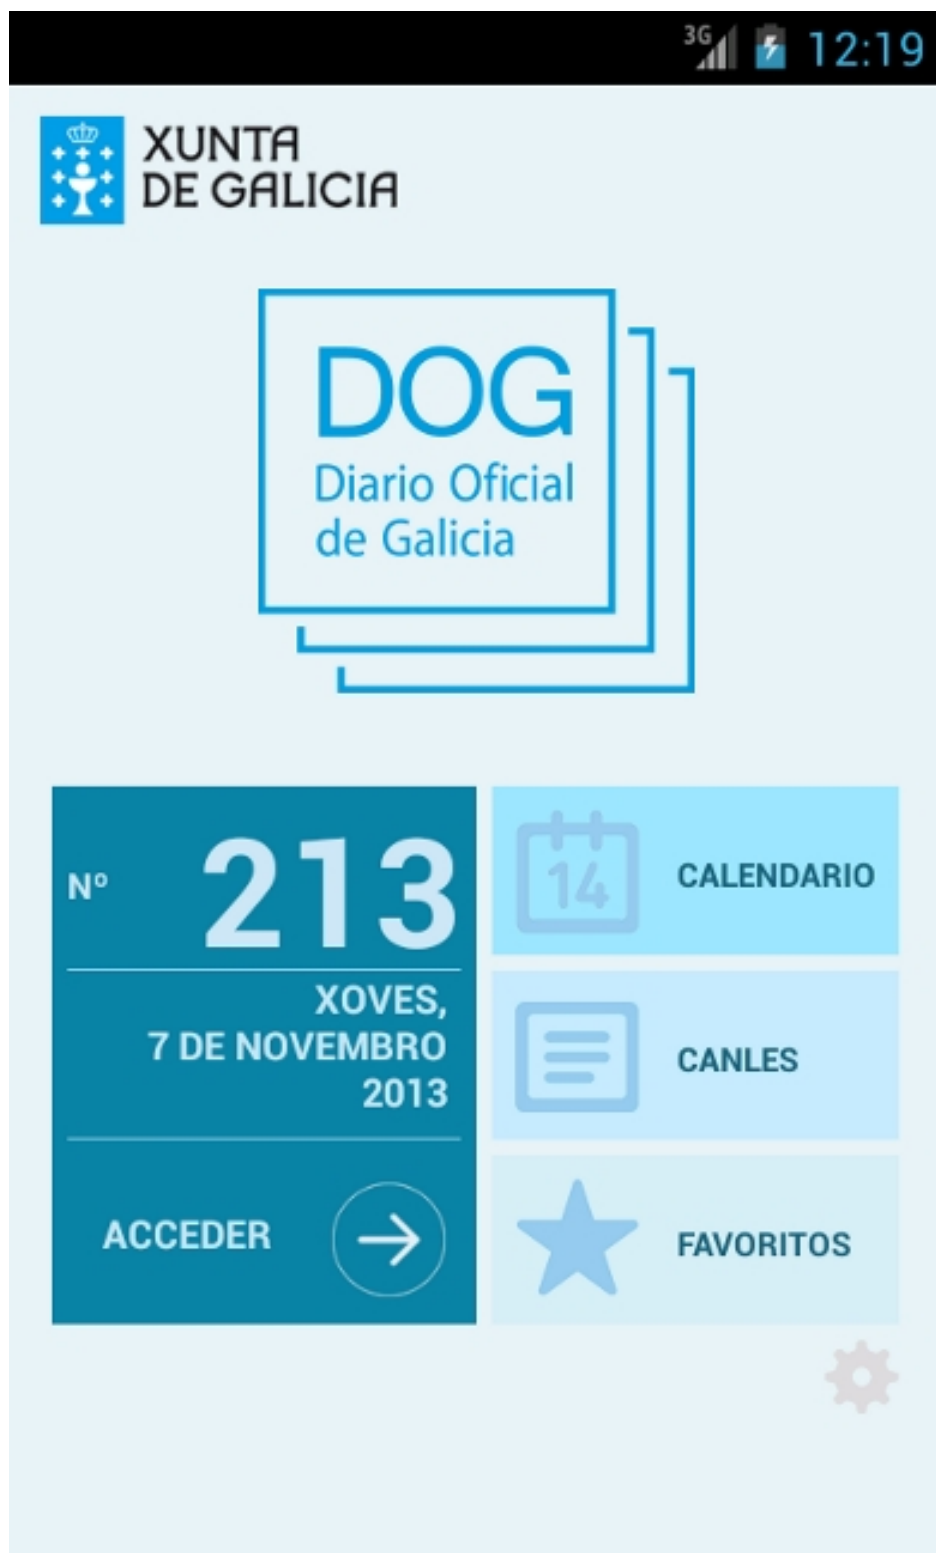 3G
12:19
XUNTA
DE GALICIA
DOG
Diario Oficial
de Galicia
Nº 213
XOVES,
7 DE NOVEMBRO
2013
ACCEDER
14
CALENDARIO
CANLES
FAVORITOS